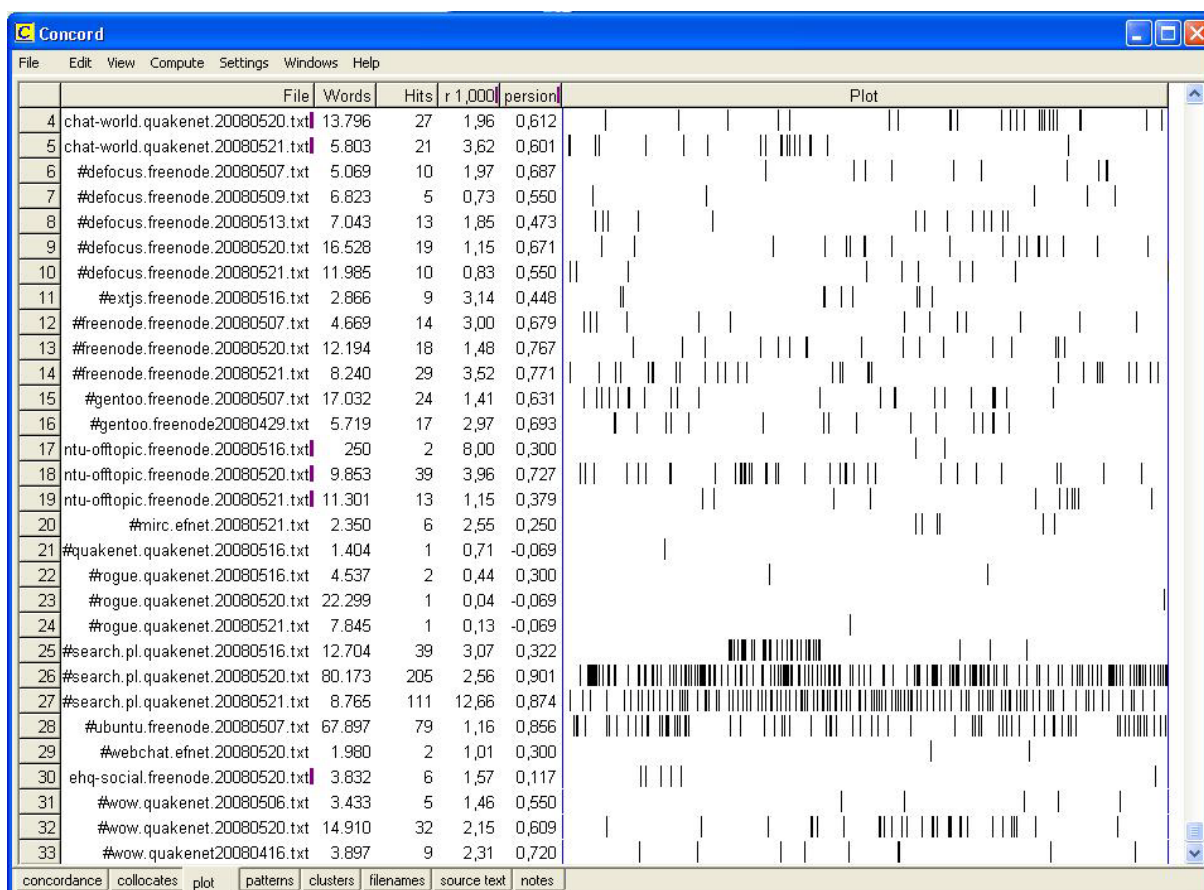 Concord
File Edit View Compute Settings Windows Help
File Words Hits r 1,000 persion Plot
4 chat-world.quakenet.20080520.txt 13.796 27 1,96 0,612
5 chat-world.quakenet.20080521.txt 5.803 21 3,62 0,601
6 #defocus.freenode.20080507.txt 5.069 10 1,97 0,687
7 #defocus.freenode.20080509.txt 6.823 5 0,73 0,550
8 #defocus.freenode.20080513.txt 7.043 13 1,85 0,473
9 #defocus.freenode.20080520.txt 16.528 19 1,15 0,671
10 #defocus.freenode.20080521.txt 11.985 10 0,83 0,550
11 #extjs.freenode.20080516.txt 2.866 9 3,14 0,448
12 #freenode.freenode.20080507.txt 4.669 14 3,00 0,679
13 #freenode.freenode.20080520.txt 12.194 18 1,48 0,767
14 #freenode.freenode.20080521.txt 8.240 29 3,52 0,771
15 #gentoo.freenode.20080507.txt 17.032 24 1,41 0,631
16 #gentoo.freenode20080429.txt 5.719 17 2,97 0,693
17 ntu-offtopic.freenode.20080516.txt 250 2 8,00 0,300
18 ntu-offtopic.freenode.20080520.txt 9.853 39 3,96 0,727
19 ntu-offtopic.freenode.20080521.txt 11.301 13 1,15 0,379
20 #mirc.efnet.20080521.txt 2.350 6 2,55 0,250
21 #quakenet.quakenet.20080516.txt 1.404 1 0,71 -0,069
22 #rogue.quakenet.20080516.txt 4.537 2 0,44 0,300
23 #rogue.quakenet.20080520.txt 22.299 1 0,04 -0,069
24 #rogue.quakenet.20080521.txt 7.845 1 0,13 -0,069
25 #search.pl.quakenet.20080516.txt 12.704 39 3,07 0,322
26 #search.pl.quakenet.20080520.txt 80.173 205 2,56 0,901
27 #search.pl.quakenet.20080521.txt 8.765 111 12,66 0,874
28 #ubuntu.freenode.20080507.txt 67.897 79 1,16 0,856
29 #webchat.efnet.20080520.txt 1.980 2 1,01 0,300
30 ehq-social.freenode.20080520.txt 3.832 6 1,57 0,117
31 #wow.quakenet.20080506.txt 3.433 5 1,46 0,550
32 #wow.quakenet.20080520.txt 14.910 32 2,15 0,609
33 #wow.quakenet20080416.txt 3.897 9 2,31 0,720
concordance collocates plot patterns clusters filenames source text notes